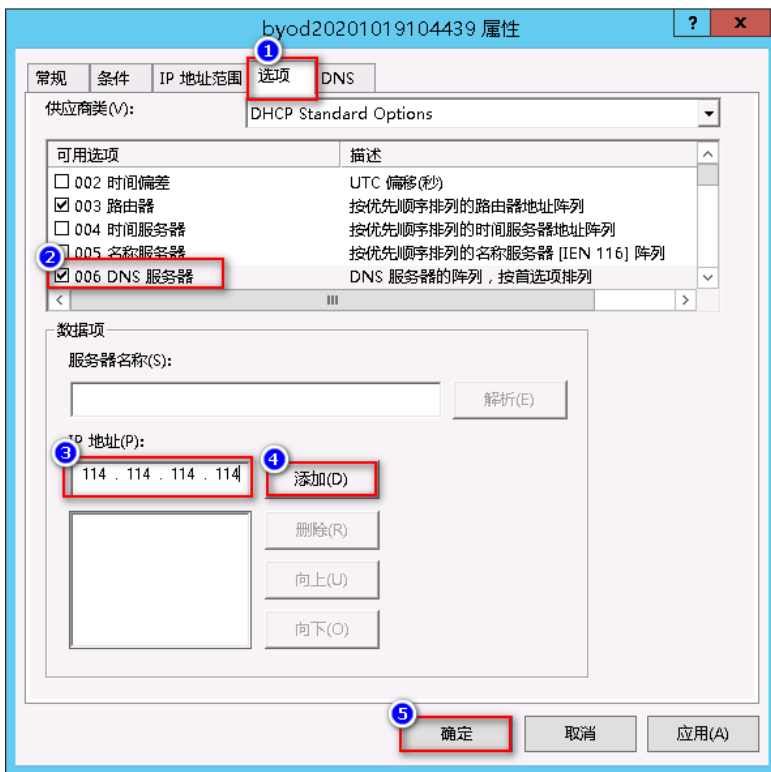 byod20201019104439 属性
? x
1
常规 条件 IP 地址范围 选项 DNS
供应商类(V): DHCP Standard Options
可用选项 描述
002 时间偏差 UTC 偏移(秒)
003 路由器 按优先顺序排列的路由器地址阵列
004 时间服务器 按优先顺序排列的时间服务器地址阵列
005 名称服务器 按优先顺序排列的名称服务器 [IEN 116] 阵列
2
006 DNS 服务器 DNS 服务器的阵列，按首选项排列
数据项
服务器名称(S):
解析(E)
IP 地址(P):
3 4
114 . 114 . 114 . 114 添加(D)
删除(R)
向上(U)
向下(O)
5
确定 取消 应用(A)